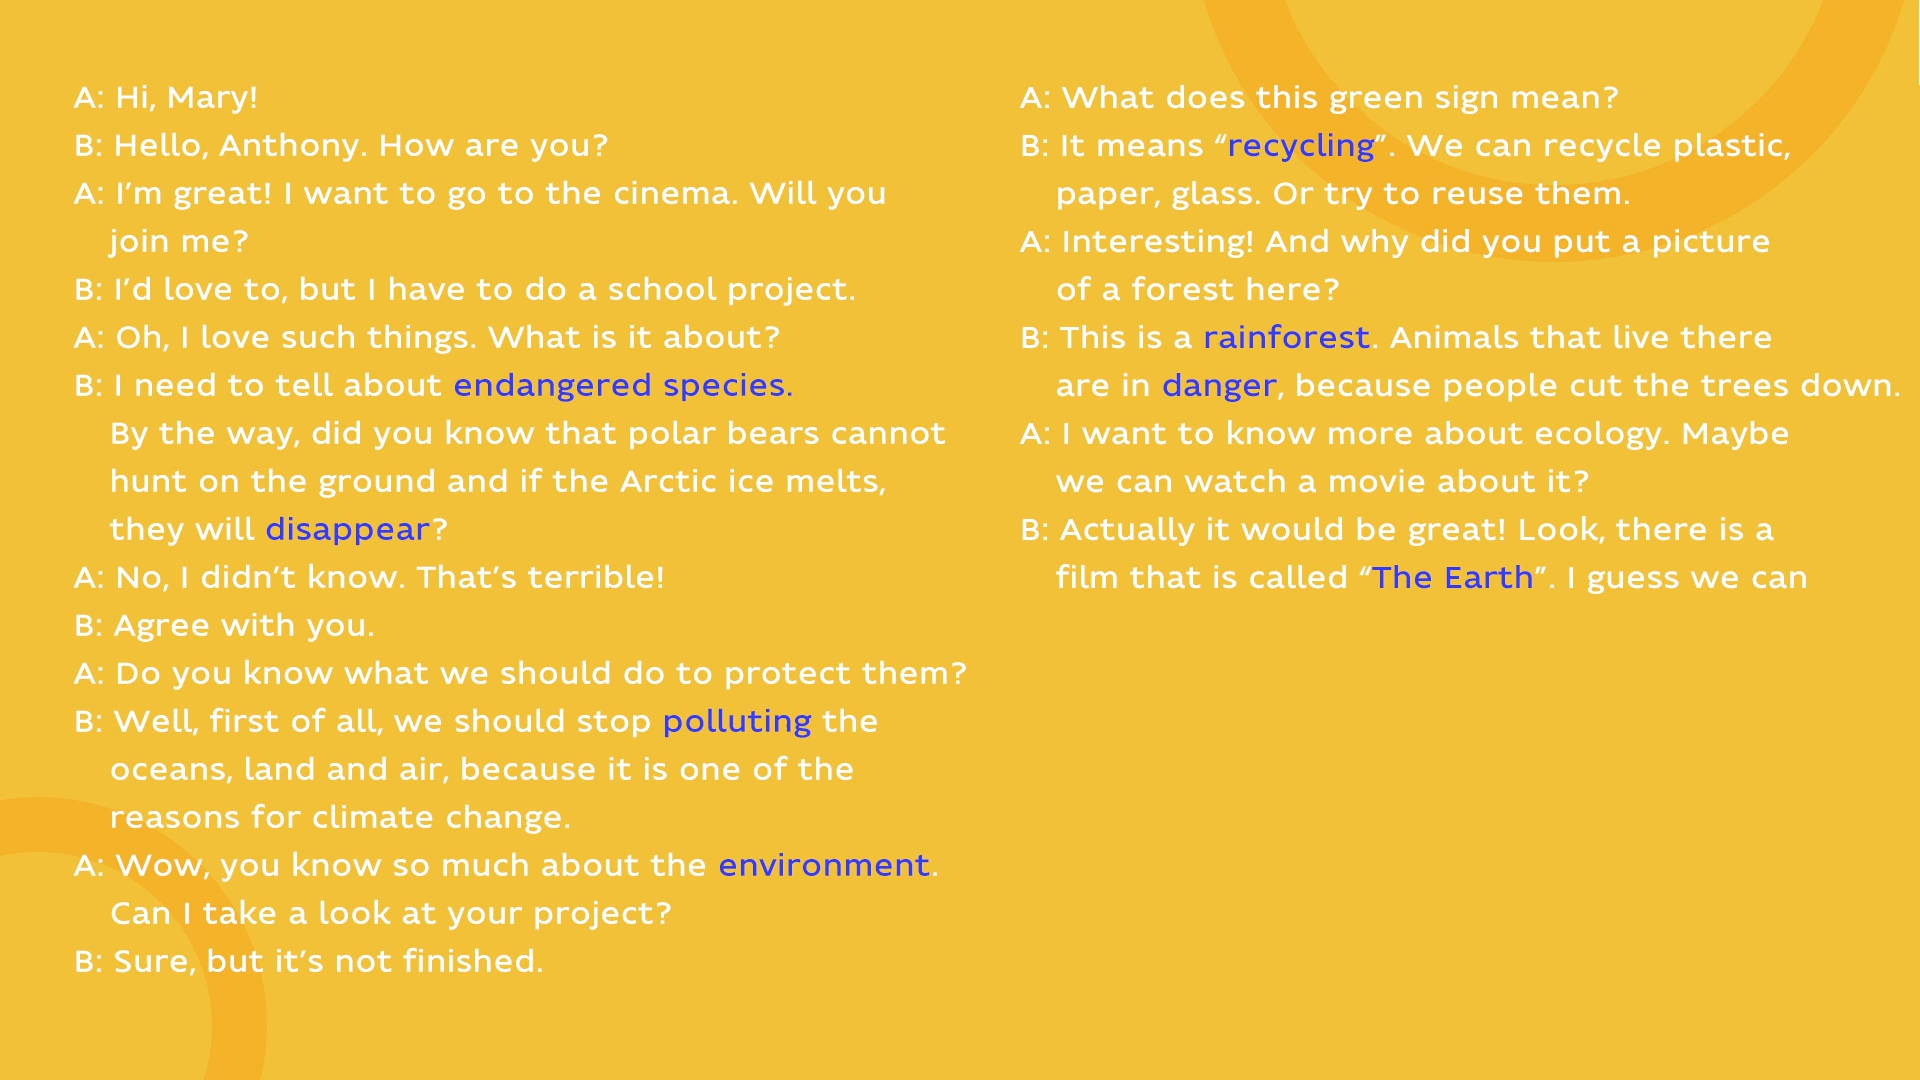 A: Hi, Mary!
B: Hello, Anthony. How are you?
A: I’m great! I want to go to the cinema. Will you
join me?
B: I’d love to, but I have to do a school project.
A: Oh, I love such things. What is it about?
B: I need to tell about endangered species.
By the way, did you know that polar bears cannot
hunt on the ground and if the Arctic ice melts,
they will disappear?
A: No, I didn’t know. That’s terrible!
B: Agree with you.
A: Do you know what we should do to protect them?
B: Well, first of all, we should stop polluting the
oceans, land and air, because it is one of the
reasons for climate change.
A: Wow, you know so much about the environment.
Can I take a look at your project?
B: Sure, but it’s not finished.
A: What does this green sign mean?
B: It means “recycling”. We can recycle plastic,
paper, glass. Or try to reuse them.
A: Interesting! And why did you put a picture
of a forest here?
B: This is a rainforest. Animals that live there
are in danger, because people cut the trees down.
A: I want to know more about ecology. Maybe
we can watch a movie about it?
B: Actually it would be great! Look, there is a
film that is called “The Earth”. I guess we can